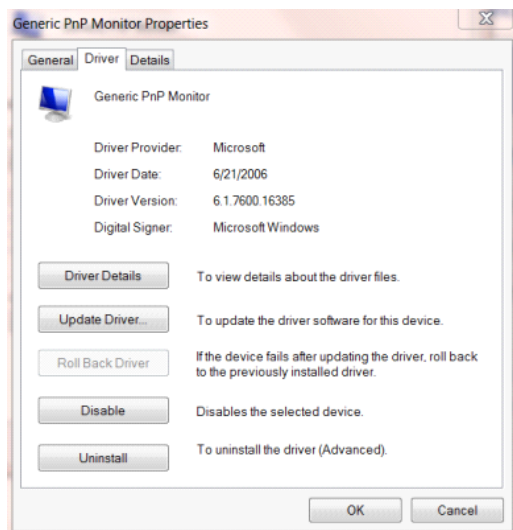 Generic PnP Monitor Properties
General Driver Details
Generic PnP Monitor
Driver Provider: Microsoft
Driver Date: 6/21/2006
Driver Version: 6.1.7600.16385
Digital Signer: Microsoft Windows
Driver Details To view details about the driver files.
Update Driver... To update the driver software for this device.
Roll Back Driver If the device fails after updating the driver, roll back
to the previously installed driver.
Disable Disables the selected device.
Uninstall To uninstall the driver (Advanced).
OK Cancel